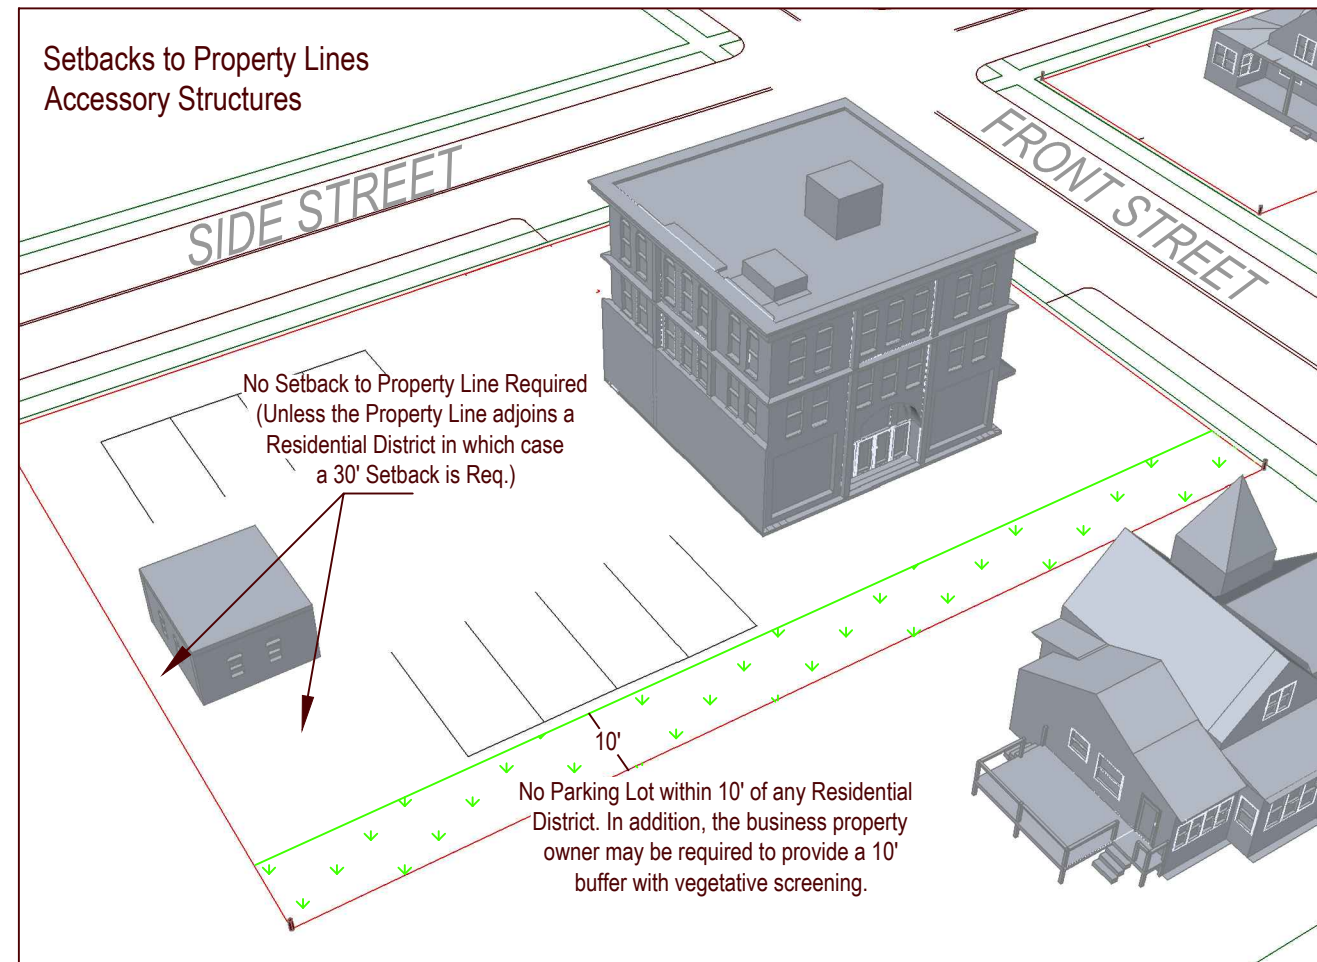 Setbacks to Property Lines
Accessory Structures
SIDE STREET
FRONT STREET
No Setback to Property Line Required
(Unless the Property Line adjoins a
Residential District in which case
a 30' Setback is Req.)
10'
No Parking Lot within 10' of any Residential
District. In addition, the business property
owner may be required to provide a 10'
buffer with vegetative screening.